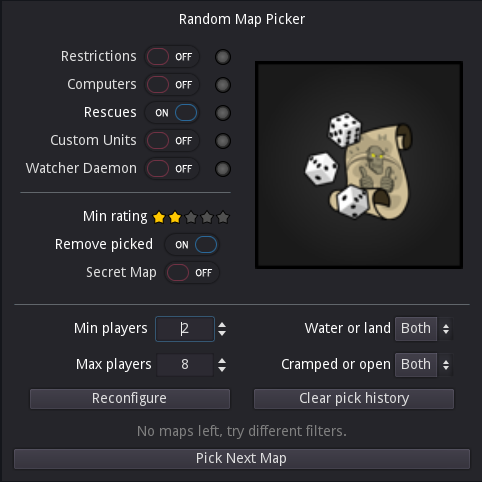 Random Map Picker
Restrictions OFF
Computers OFF
Rescues ON
Custom Units OFF
Watcher Daemon OFF
Min rating
Remove picked ON
Secret Map OFF
Min players 2 Water or land Both
Max players 8 Cramped or open Both
Reconfigure Clear pick history
No maps left, try different filters.
Pick Next Map